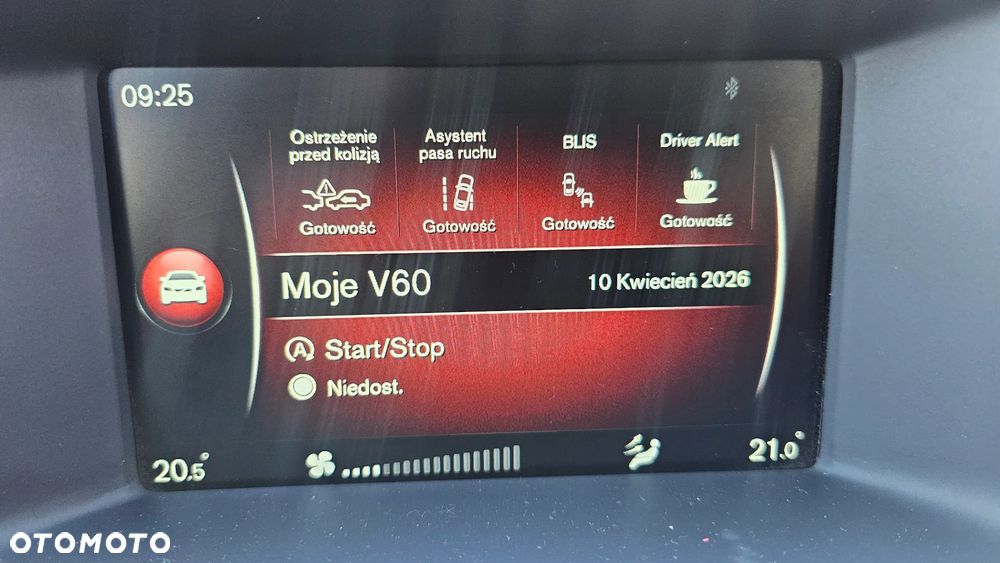 09:25
Ostrzeżenie
przed kolizją
Gotowość
Asystent
pasa ruchu
Gotowość
BLIS
Gotowość
Driver Alert
Gotowość
Moje V60
10 Kwiecień 2026
A Start/Stop
Niedost.
20.5°
21.0°
OTOMOTO